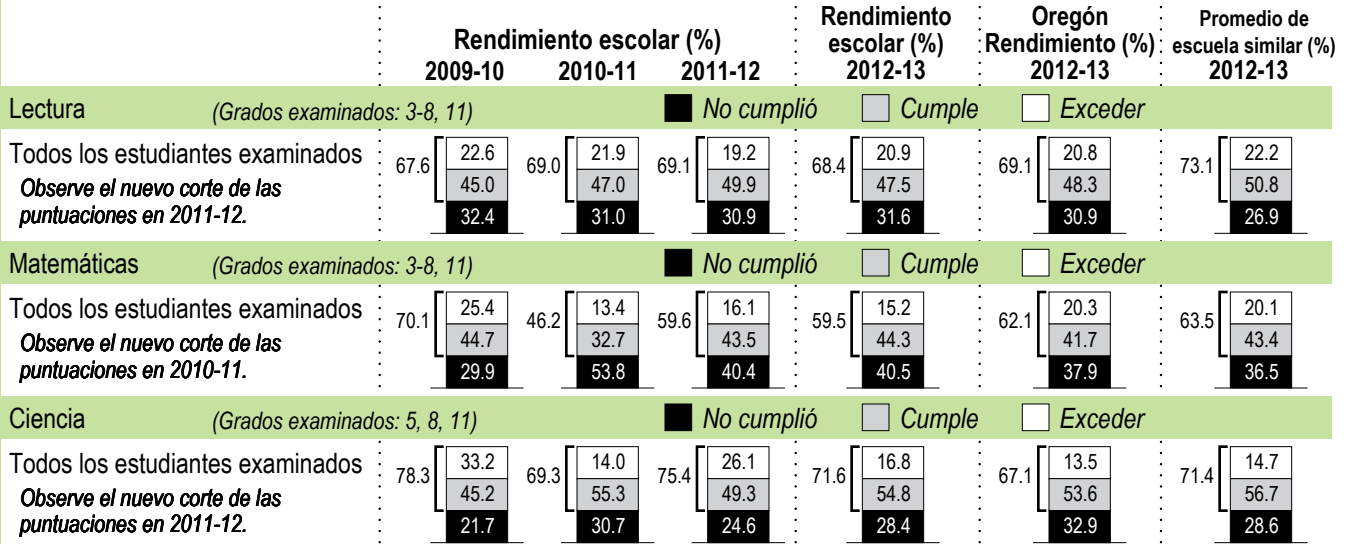 Rendimiento escolar (%)
2009-10 2010-11 2011-12
Rendimiento
escolar (%)
2012-13
Oregón
Rendimiento (%)
2012-13
Promedio de
escuela similar (%)
2012-13
Lectura (Grados examinados: 3-8, 11) No cumplió Cumple Exceder
Todos los estudiantes examinados
Observe el nuevo corte de las
puntuaciones en 2011-12.
67.6 22.6 45.0 32.4
69.0 21.9 47.0 31.0
69.1 19.2 49.9 30.9
68.4 20.9 47.5 31.6
69.1 20.8 48.3 30.9
73.1 22.2 50.8 26.9
Matemáticas (Grados examinados: 3-8, 11) No cumplió Cumple Exceder
Todos los estudiantes examinados
Observe el nuevo corte de las
puntuaciones en 2010-11.
70.1 25.4 44.7 29.9
46.2 13.4 32.7 53.8
59.6 16.1 43.5 40.4
59.5 15.2 44.3 40.5
62.1 20.3 41.7 37.9
63.5 20.1 43.4 36.5
Ciencia (Grados examinados: 5, 8, 11) No cumplió Cumple Exceder
Todos los estudiantes examinados
Observe el nuevo corte de las
puntuaciones en 2011-12.
78.3 33.2 45.2 21.7
69.3 14.0 55.3 30.7
75.4 26.1 49.3 24.6
71.6 16.8 54.8 28.4
67.1 13.5 53.6 32.9
71.4 14.7 56.7 28.6